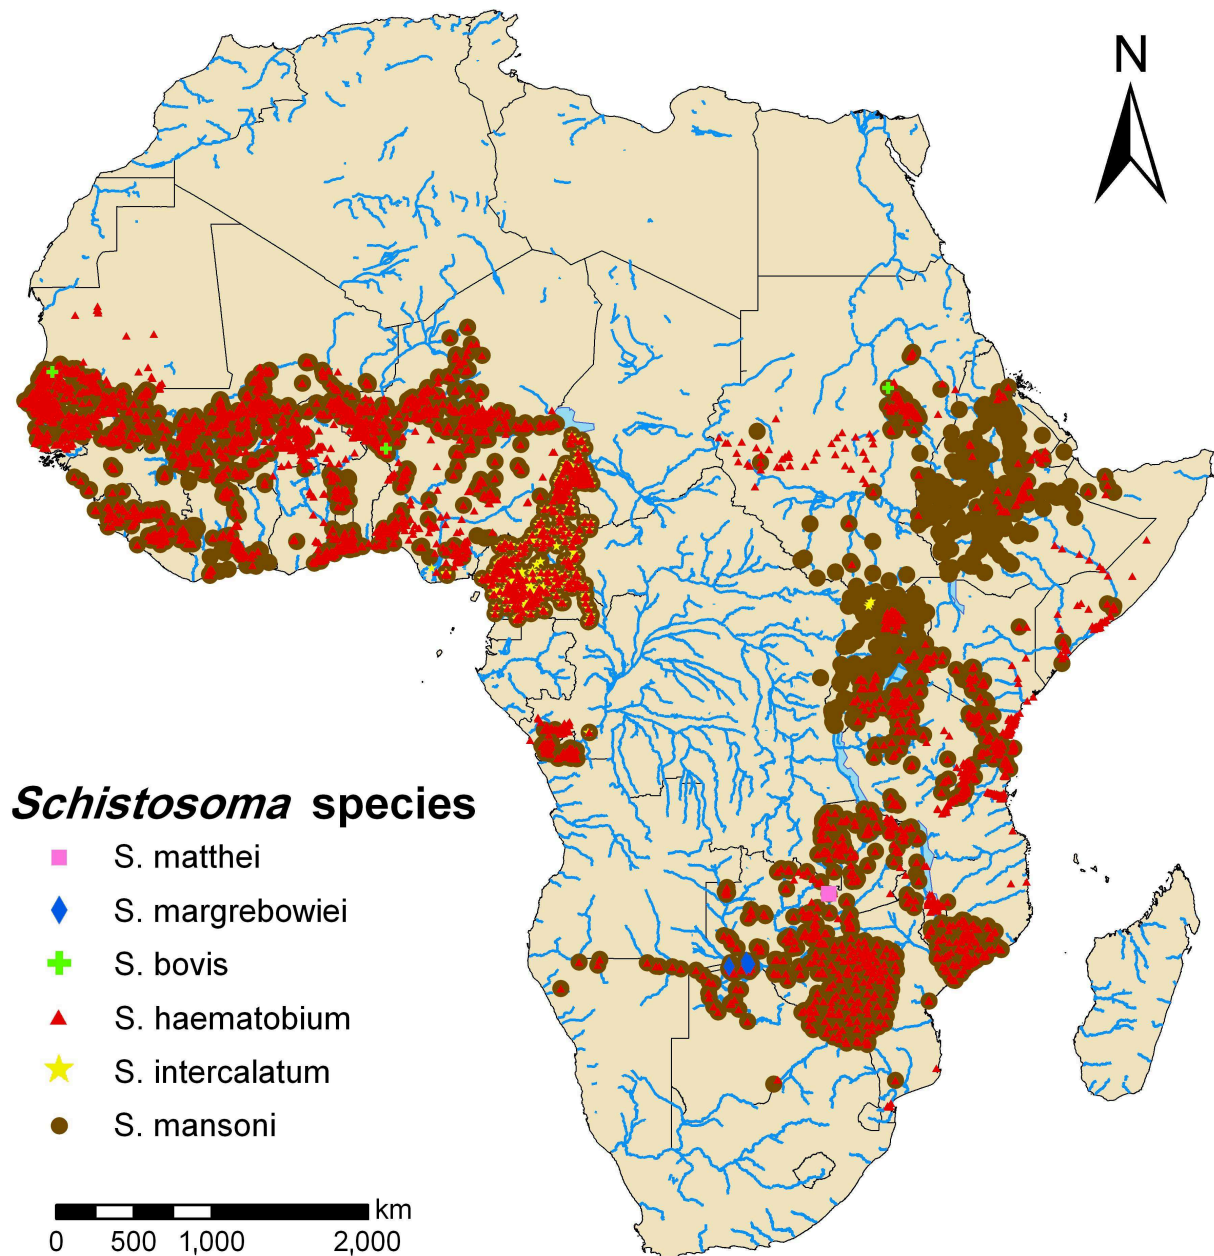 N
Schistosoma species
S. matthei
S. margrebowiei
S. bovis
S. haematobium
S. intercalatum
S. mansoni
km
0 500 1,000 2,000